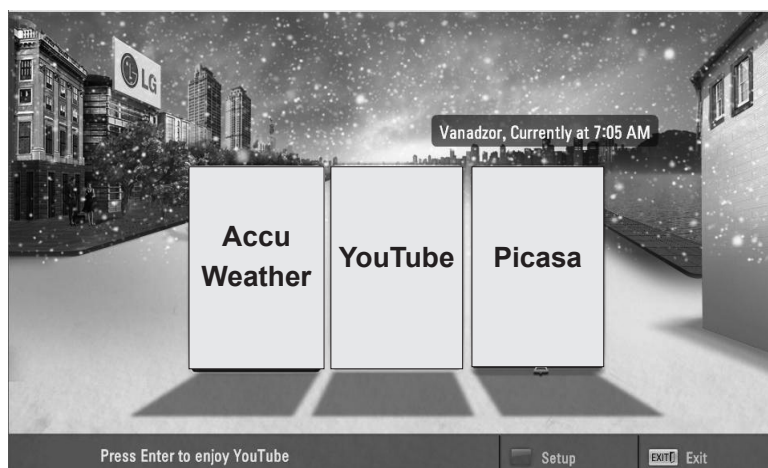 LG
Vanadzor, Currently at 7:05 AM
Accu
Weather
YouTube
Picasa
Press Enter to enjoy YouTube
Setup
EXIT
Exit